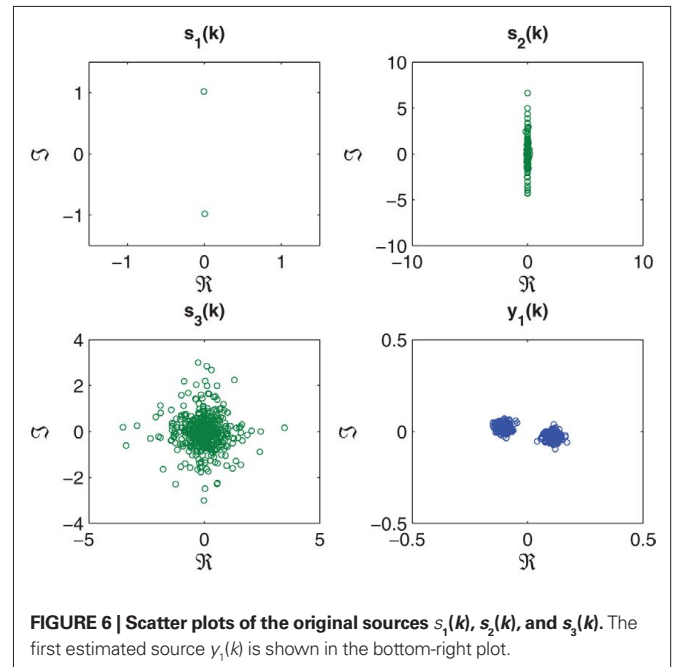 s₁(k)
1
0
−1
ℑ
−1 0 1
ℜ
s₂(k)
10
5
0
−5
−10
ℑ
−10 0 10
ℜ
s₃(k)
4
2
0
−2
−4
ℑ
−5 0 5
ℜ
y₁(k)
0.5
0
−0.5
ℑ
−0.5 0 0.5
ℜ
FIGURE 6 | Scatter plots of the original sources s₁(k), s₂(k), and s₃(k). The
first estimated source y₁(k) is shown in the bottom-right plot.